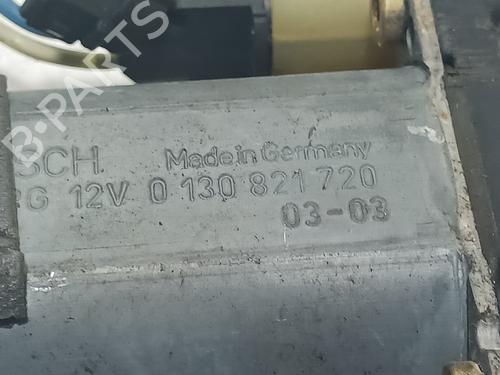 B-PARTS
SCH Made in Germany
12V 0 130 821 720
03-03